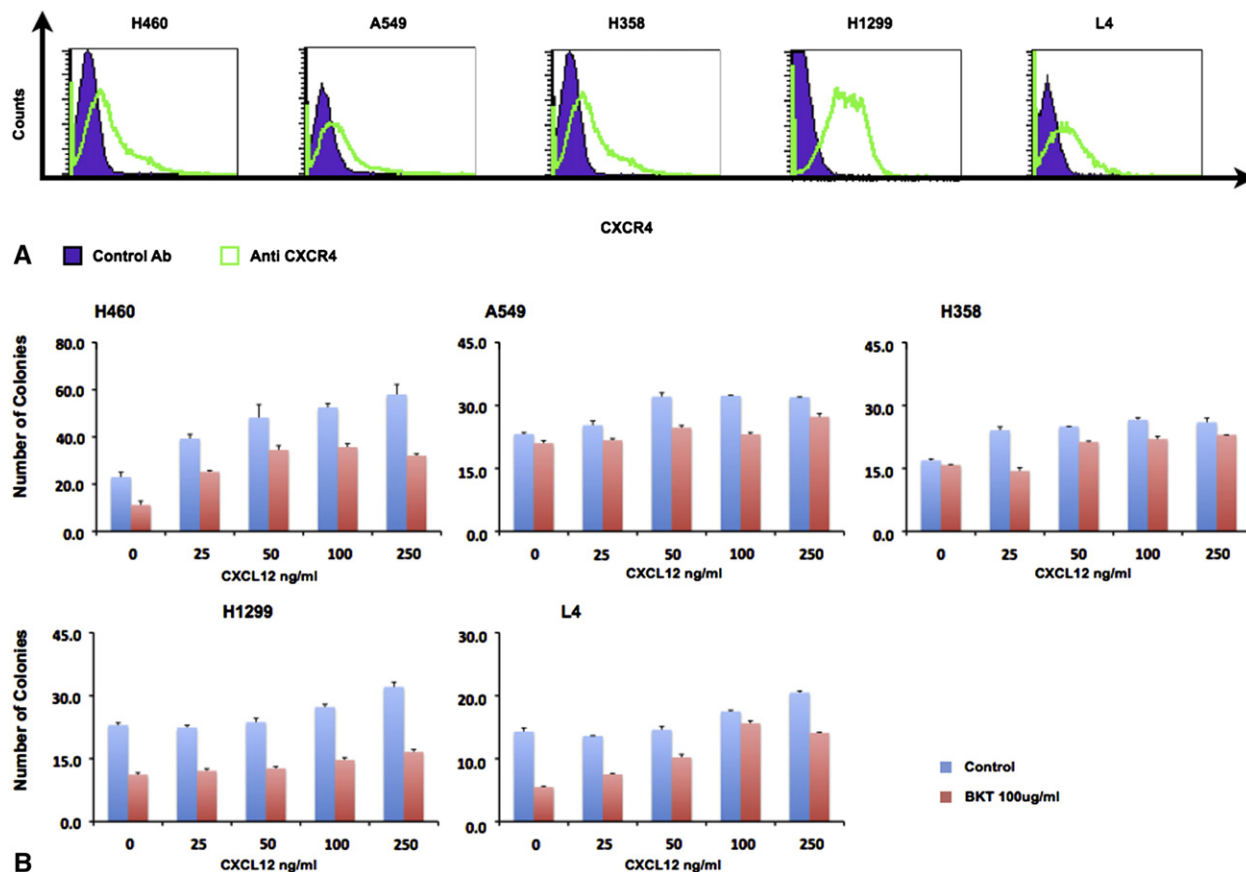 H460 A549 H358 H1299 L4
Counts
CXCR4
A Control Ab Anti CXCR4
H460 A549 H358
Number of Colonies
80.0
60.0
40.0
20.0
0.0
0 25 50 100 250
CXCL12 ng/ml
45.0
30.0
15.0
0.0
0 25 50 100 250
CXCL12 ng/ml
45.0
30.0
15.0
0.0
0 25 50 100 250
CXCL12 ng/ml
H1299 L4
Number of Colonies
45.0
30.0
15.0
0.0
0 25 50 100 250
CXCL12 ng/ml
30.0
20.0
10.0
0.0
0 25 50 100 250
CXCL12 ng/ml
Control
BKT 100ug/ml
B